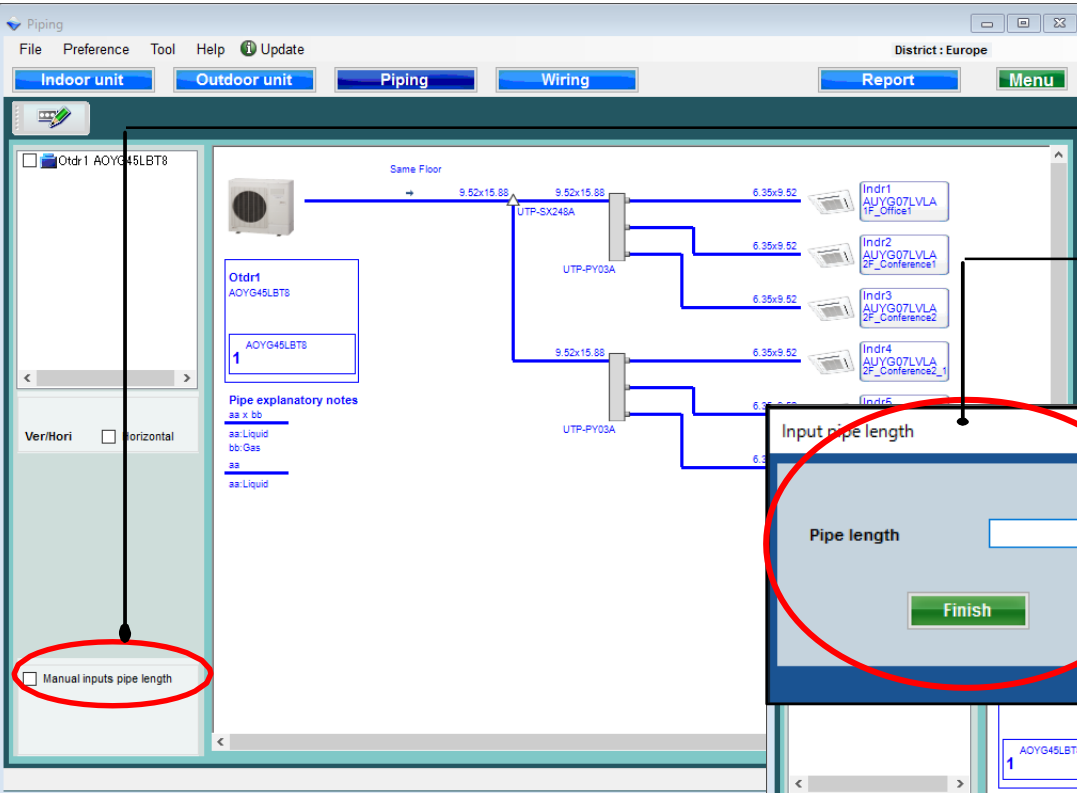 Piping
File Preference Tool Help Update
District : Europe
Indoor unit Outdoor unit Piping Wiring Report Menu
Otdr1 AOYG45LBT8
Ver/Hori Horizontal
Manual inputs pipe length
Same Floor
9.52x15.88 9.52x15.88 6.35x9.52
UTP-SX248A
Indr1
AUYG07LVLA
1F_Office1
6.35x9.52
Indr2
AUYG07LVLA
2F_Conference1
UTP-PY03A
6.35x9.52
Indr3
AUYG07LVLA
2F_Conference2
9.52x15.88 6.35x9.52
Indr4
AUYG07LVLA
2F_Conference2_1
Indr5
UTP-PY03A
Otdr1
AOYG45LBT8
1 AOYG45LBT8
Pipe explanatory notes
aa x bb
aa:Liquid
bb:Gas
aa
aa:Liquid
Input pipe length
Pipe length
Finish
1